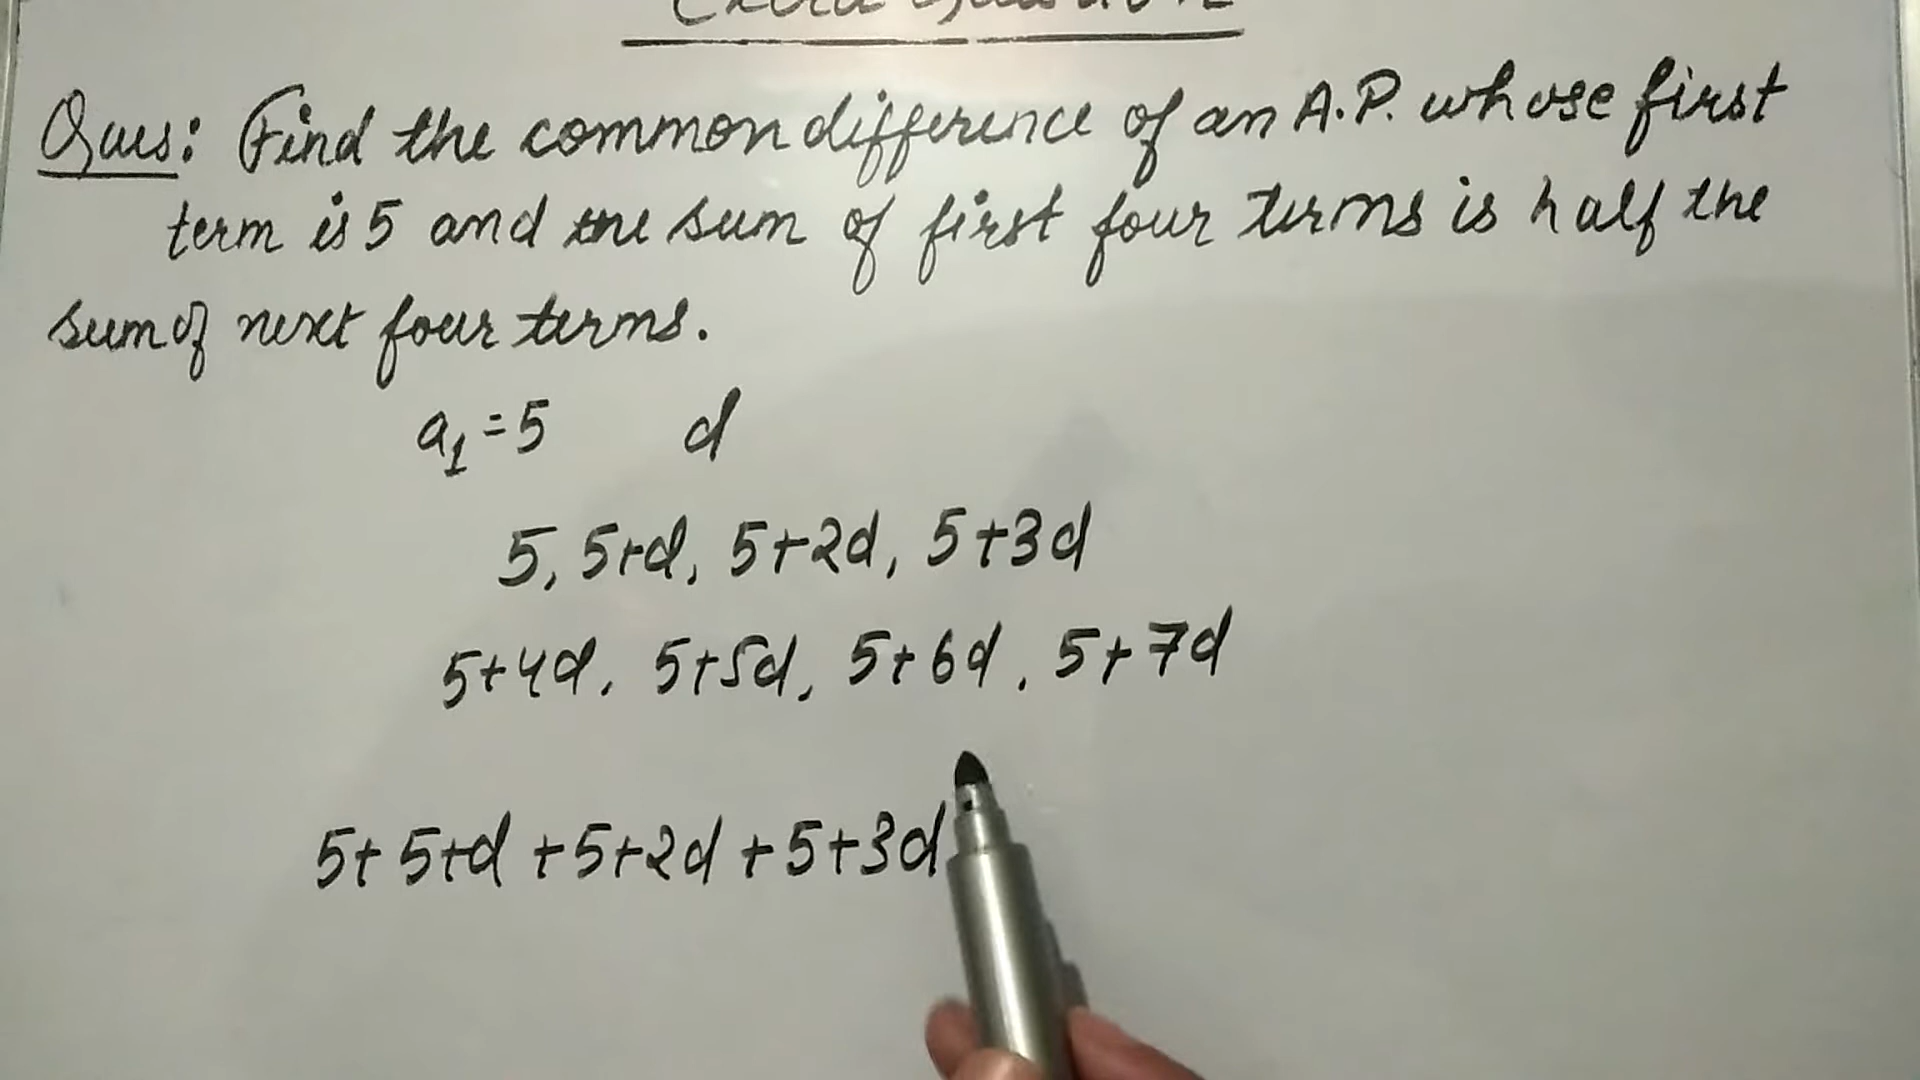 Extra Question
Ques: Find the common difference of an A.P. whose first
term is 5 and the sum of first four terms is half the
sum of next four terms.
a₁=5 d
5, 5+d, 5+2d, 5+3d
5+4d, 5+5d, 5+6d, 5+7d
5+5+d+5+2d+5+3d